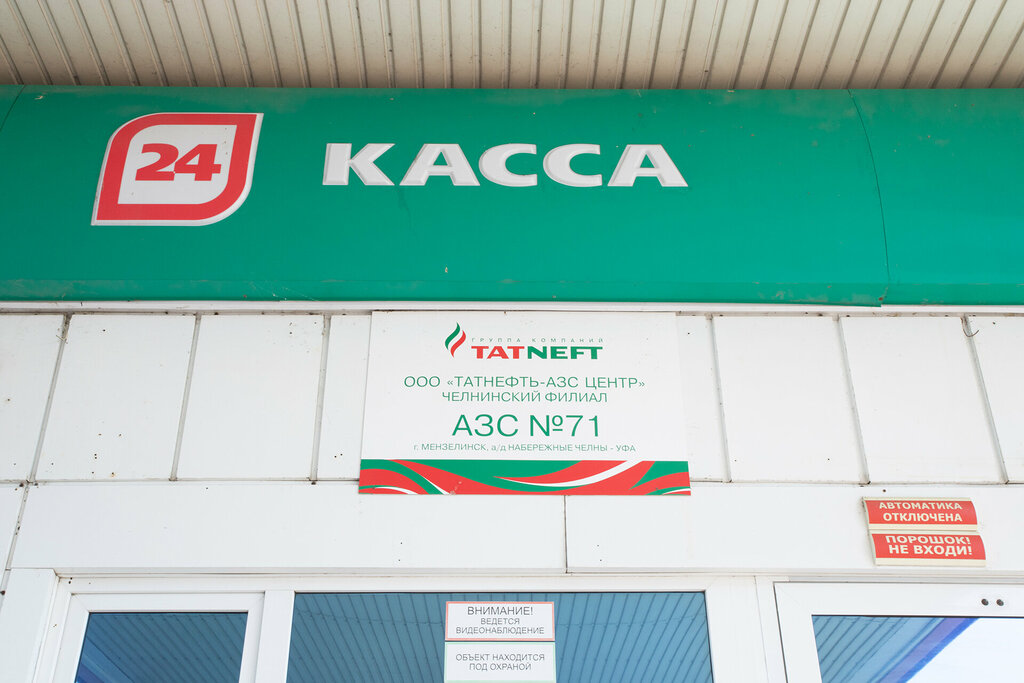 24 КАССА
ГРУППА КОМПАНИЙ
TATNEFT
ООО «ТАТНЕФТЬ-АЗС ЦЕНТР»
ЧЕЛНИНСКИЙ ФИЛИАЛ
АЗС №71
г. МЕНЗЕЛИНСК, а/д НАБЕРЕЖНЫЕ ЧЕЛНЫ - УФА
АВТОМАТИКА
ОТКЛЮЧЕНА
ПОРОШОК!
НЕ ВХОДИ!
ВНИМАНИЕ!
ВЕДЕТСЯ
ВИДЕОНАБЛЮДЕНИЕ
ОБЪЕКТ НАХОДИТСЯ
ПОД ОХРАНОЙ